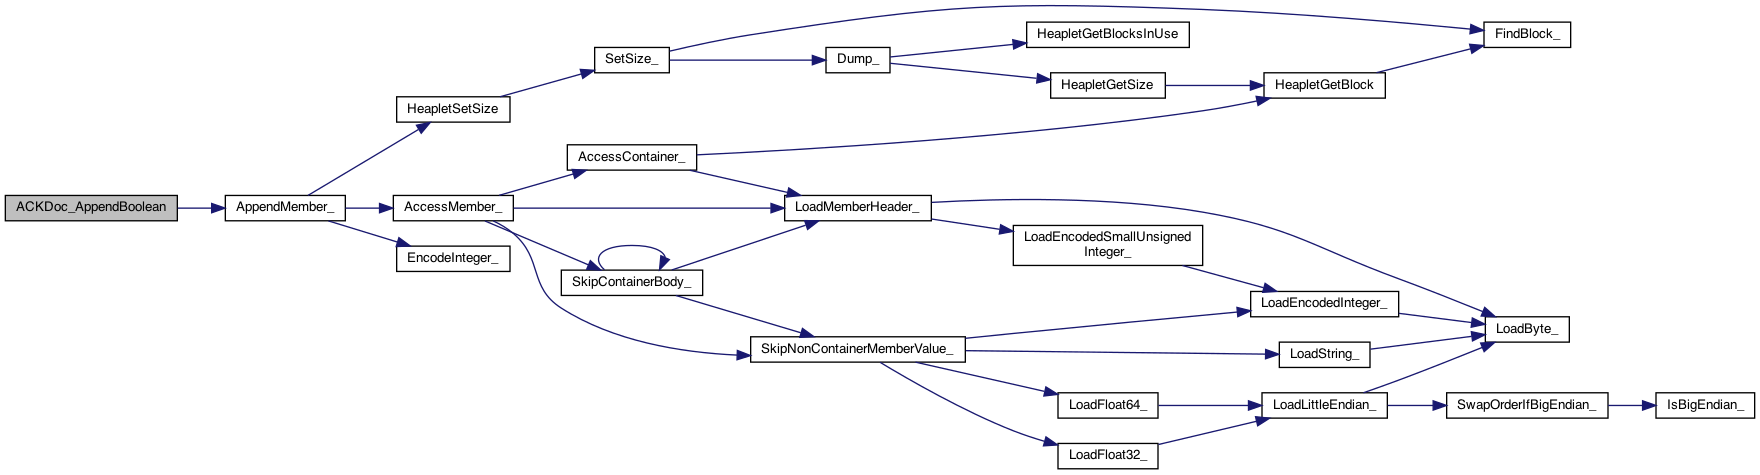 ACKDoc_AppendBoolean
AppendMember_
HeapletSetSize
AccessMember_
EncodeInteger_
SetSize_
AccessContainer_
SkipContainerBody_
Dump_
LoadMemberHeader_
SkipNonContainerMemberValue_
HeapletGetBlocksInUse
HeapletGetSize
LoadEncodedSmallUnsigned
Integer_
LoadFloat64_
LoadFloat32_
HeapletGetBlock
LoadEncodedInteger_
LoadString_
LoadLittleEndian_
FindBlock_
LoadByte_
SwapOrderIfBigEndian_
IsBigEndian_